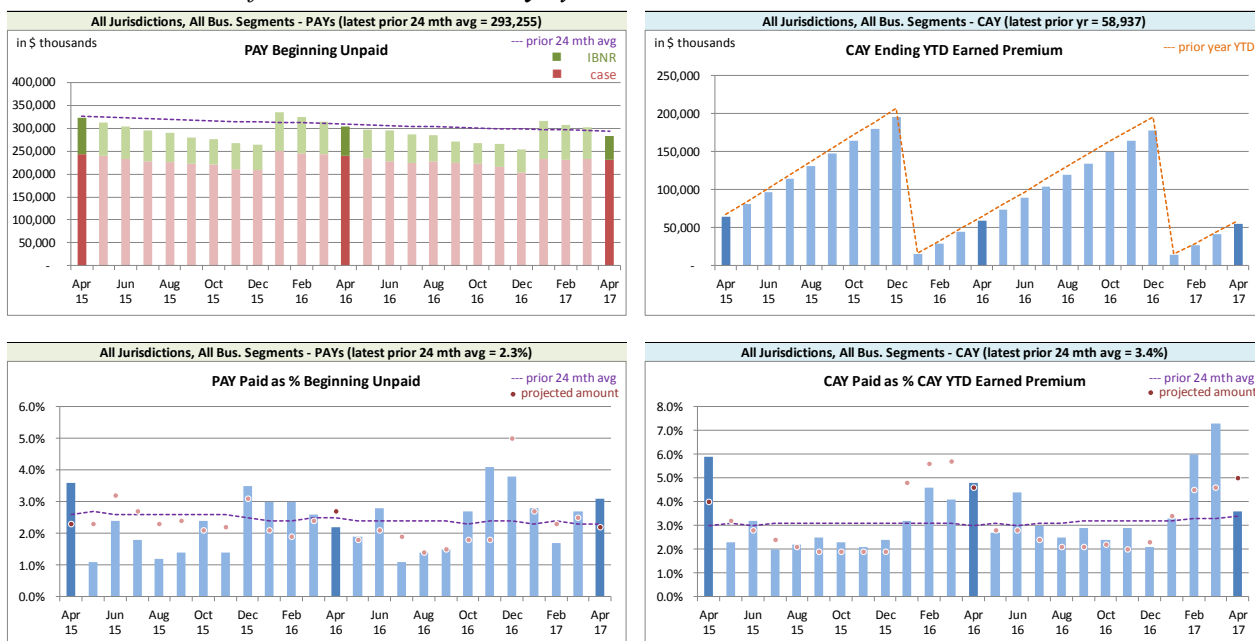 All Jurisdictions, All Bus. Segments - PAYs (latest prior 24 mth avg = 293,255)
in $ thousands
PAY Beginning Unpaid
--- prior 24 mth avg
IBNR
case
400,000
350,000
300,000
250,000
200,000
150,000
100,000
50,000
-
Apr Jun Aug Oct Dec Feb Apr Jun Aug Oct Dec Feb Apr
15 15 15 15 15 16 16 16 16 16 16 17 17
All Jurisdictions, All Bus. Segments - CAY (latest prior yr = 58,937)
in $ thousands
CAY Ending YTD Earned Premium
--- prior year YTD
250,000
200,000
150,000
100,000
50,000
-
Apr Jun Aug Oct Dec Feb Apr Jun Aug Oct Dec Feb Apr
15 15 15 15 15 16 16 16 16 16 16 17 17
All Jurisdictions, All Bus. Segments - PAYs (latest prior 24 mth avg = 2.3%)
PAY Paid as % Beginning Unpaid
--- prior 24 mth avg
• projected amount
6.0%
5.0%
4.0%
3.0%
2.0%
1.0%
0.0%
Apr Jun Aug Oct Dec Feb Apr Jun Aug Oct Dec Feb Apr
15 15 15 15 15 16 16 16 16 16 16 17 17
All Jurisdictions, All Bus. Segments - CAY (latest prior 24 mth avg = 3.4%)
CAY Paid as % CAY YTD Earned Premium
--- prior 24 mth avg
• projected amount
8.0%
7.0%
6.0%
5.0%
4.0%
3.0%
2.0%
1.0%
0.0%
Apr Jun Aug Oct Dec Feb Apr Jun Aug Oct Dec Feb Apr
15 15 15 15 15 16 16 16 16 16 16 17 17